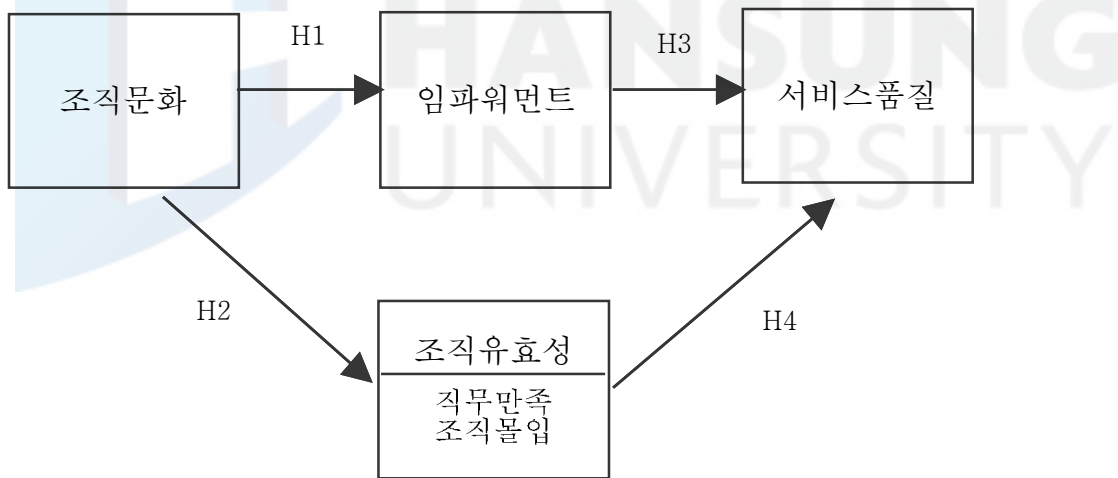 HANSUNG
UNIVERSITY
H1
H3
조직문화
임파워먼트
서비스품질
H2
H4
조직유효성
직무만족
조직몰입